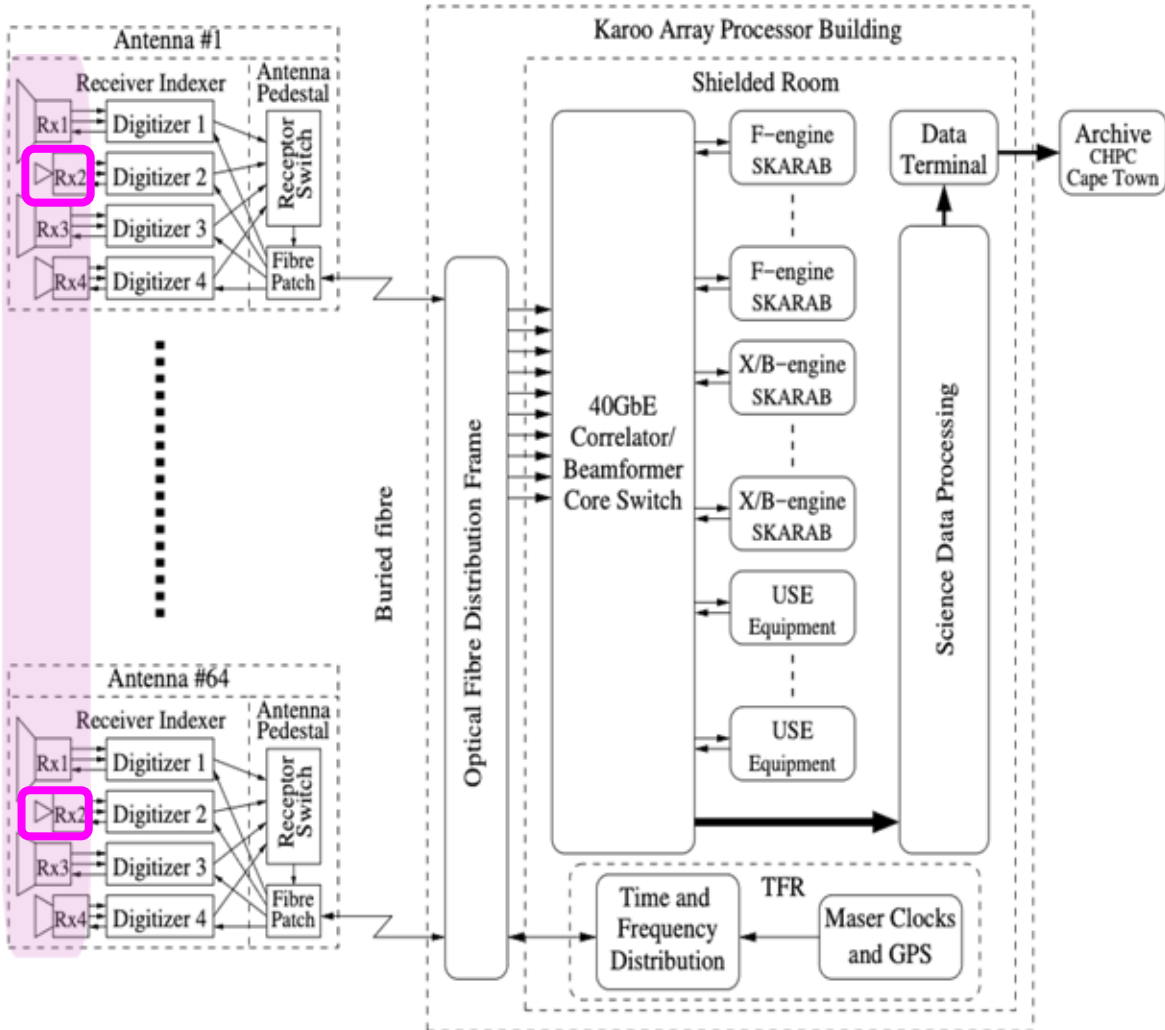 Antenna #1
Receiver Indexer
Antenna
Pedestal
Rx1
Digitizer 1
Rx2
Digitizer 2
Rx3
Digitizer 3
Rx4
Digitizer 4
Receptor
Switch
Fibre
Patch
Buried fibre
Antenna #64
Receiver Indexer
Antenna
Pedestal
Rx1
Digitizer 1
Rx2
Digitizer 2
Rx3
Digitizer 3
Rx4
Digitizer 4
Receptor
Switch
Fibre
Patch
Karoo Array Processor Building
Optical Fibre Distribution Frame
Shielded Room
40GbE
Correlator/
Beamformer
Core Switch
F-engine
SKARAB
F-engine
SKARAB
X/B-engine
SKARAB
X/B-engine
SKARAB
USE
Equipment
USE
Equipment
Data
Terminal
Science Data Processing
Archive
CHPC
Cape Town
TFR
Time and
Frequency
Distribution
Maser Clocks
and GPS